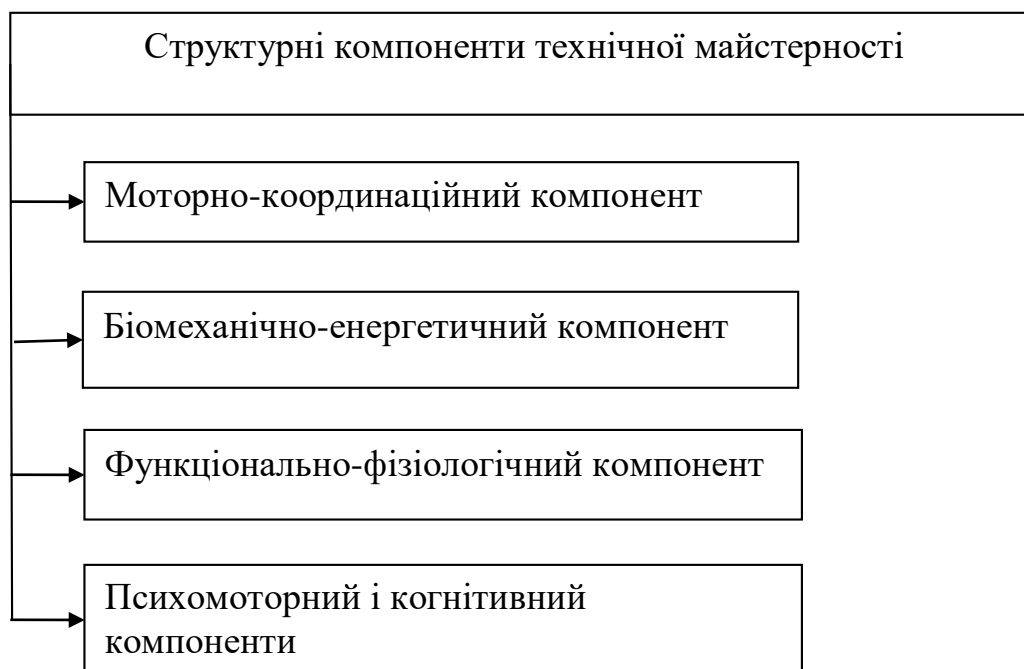 Структурні компоненти технічної майстерності
Моторно-координаційний компонент
Біомеханічно-енергетичний компонент
Функціонально-фізіологічний компонент
Психомоторний і когнітивний
компоненти